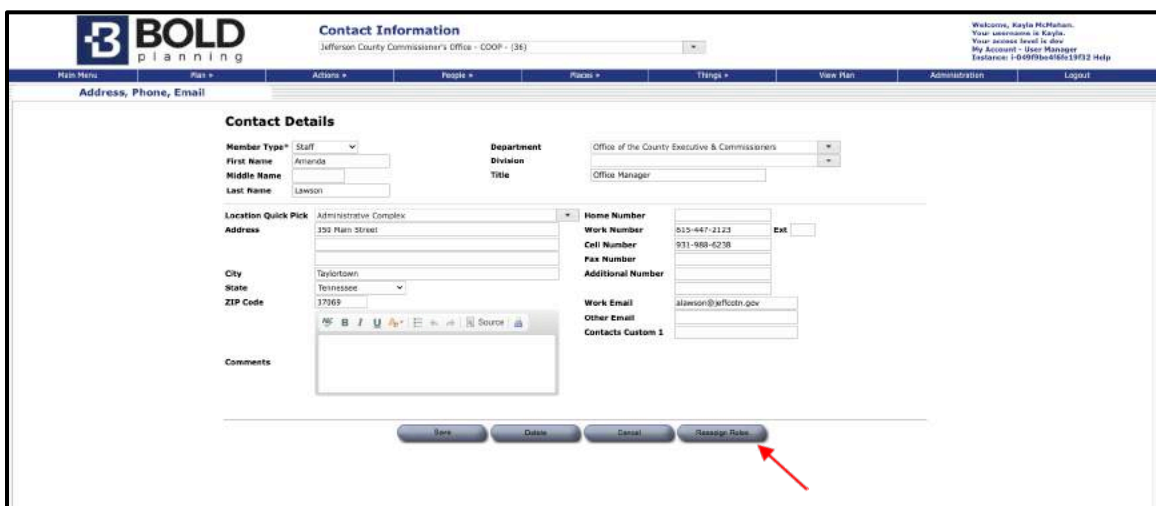 BOLD
planning
Contact Information
Jefferson County Commissioner's Office - COOP - (36)
Welcome, Kayla McMahan.
Your username is Kayla.
Your access level is dev
My Account - User Manager
Instance: i-049f9be4f6fe19f32 Help
Main Menu Plan » Actions » People » Places » Things » View Plan Administration Logout
Address, Phone, Email
Contact Details
Member Type* Staff Department Office of the County Executive & Commissioners
First Name Amanda Division
Middle Name Title Office Manager
Last Name Lawson
Location Quick Pick Administrative Complex Home Number
Address 350 Main Street Work Number 615-447-2123 Ext
Cell Number 931-988-6238
Fax Number
City Taylortown Additional Number
State Tennessee
ZIP Code 37069 Work Email alawson@jeffcotn.gov
Source Other Email
Contacts Custom 1
Comments
Save Delete Cancel Reassign Roles